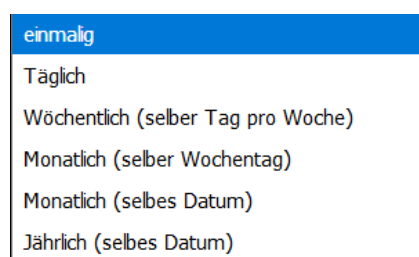 einmalig
Täglich
Wöchentlich (selber Tag pro Woche)
Monatlich (selber Wochentag)
Monatlich (selbes Datum)
Jährlich (selbes Datum)